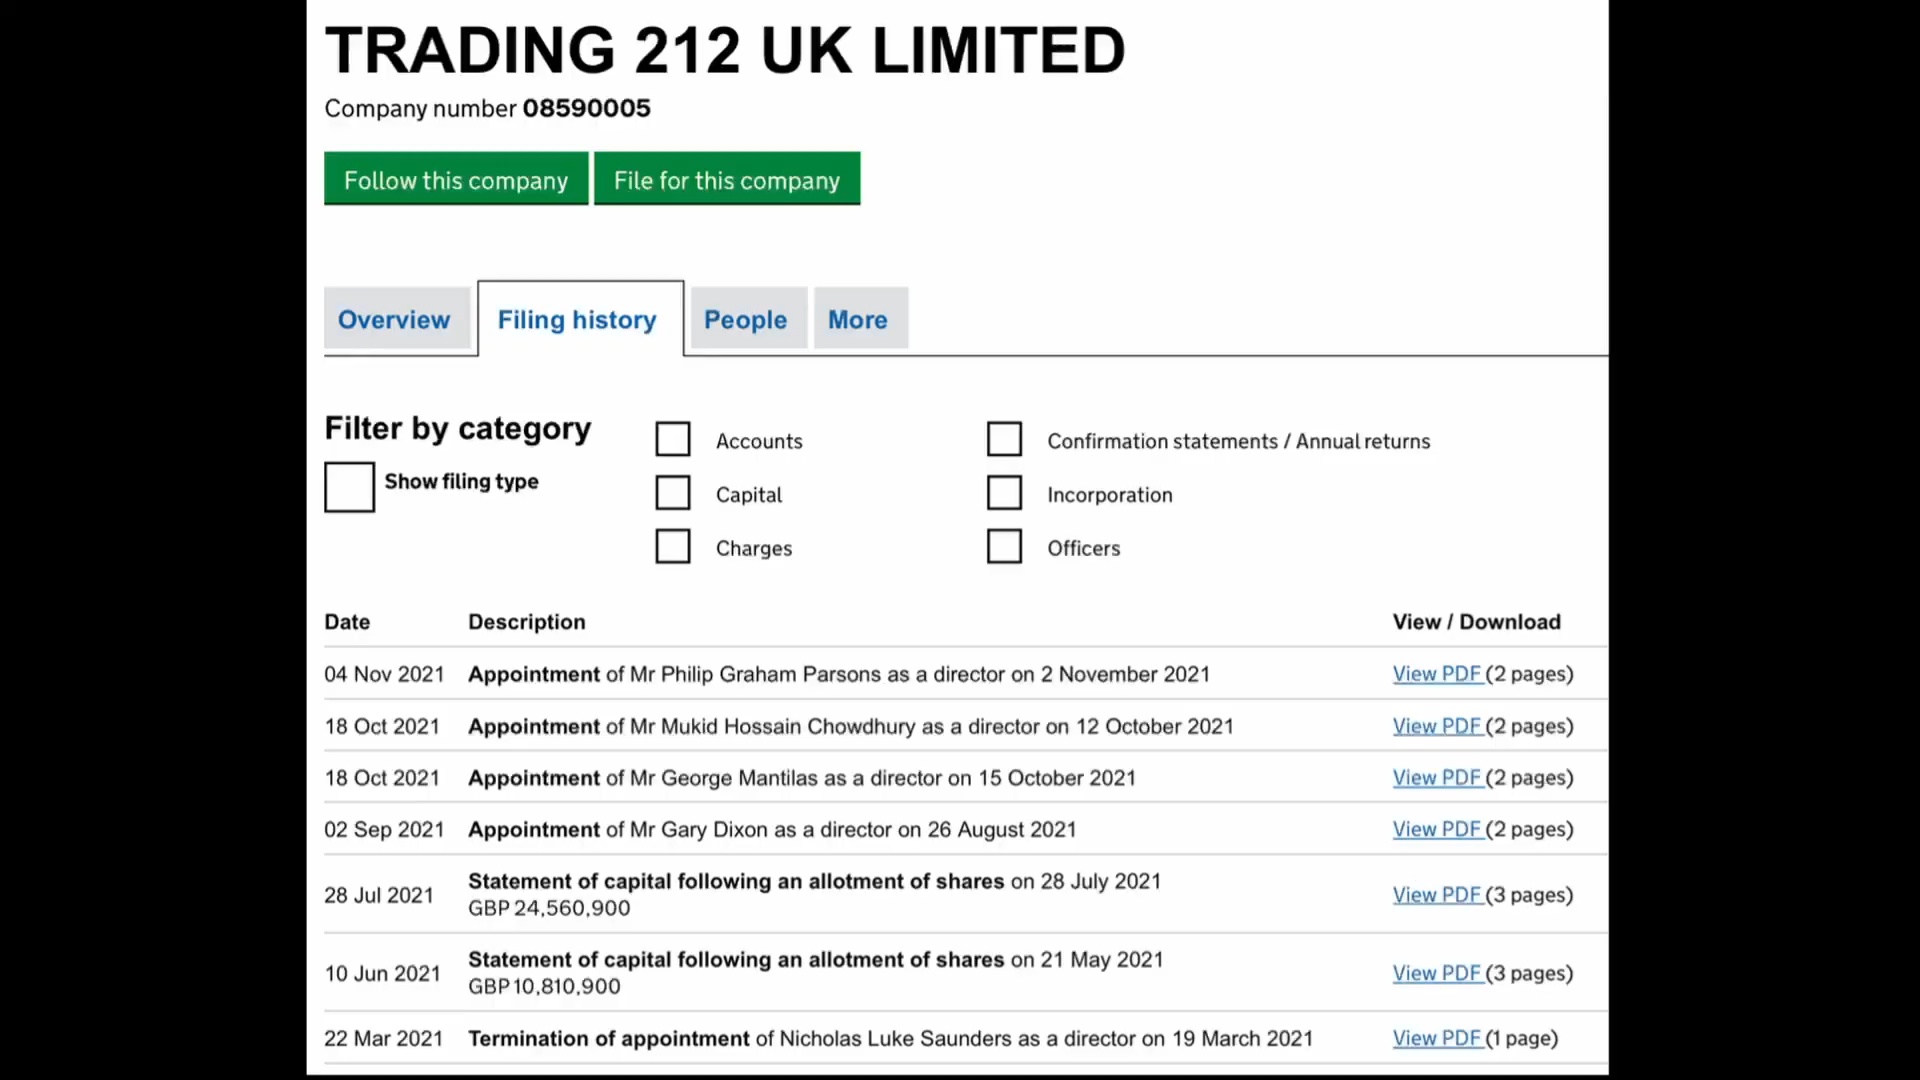 TRADING 212 UK LIMITED
Company number 08590005
Follow this company File for this company
Overview Filing history People More
Filter by category
Show filing type
Accounts
Capital
Charges
Confirmation statements / Annual returns
Incorporation
Officers
Date Description View / Download
04 Nov 2021 Appointment of Mr Philip Graham Parsons as a director on 2 November 2021 View PDF (2 pages)
18 Oct 2021 Appointment of Mr Mukid Hossain Chowdhury as a director on 12 October 2021 View PDF (2 pages)
18 Oct 2021 Appointment of Mr George Mantilas as a director on 15 October 2021 View PDF (2 pages)
02 Sep 2021 Appointment of Mr Gary Dixon as a director on 26 August 2021 View PDF (2 pages)
28 Jul 2021 Statement of capital following an allotment of shares on 28 July 2021 View PDF (3 pages)
GBP 24,560,900
10 Jun 2021 Statement of capital following an allotment of shares on 21 May 2021 View PDF (3 pages)
GBP 10,810,900
22 Mar 2021 Termination of appointment of Nicholas Luke Saunders as a director on 19 March 2021 View PDF (1 page)